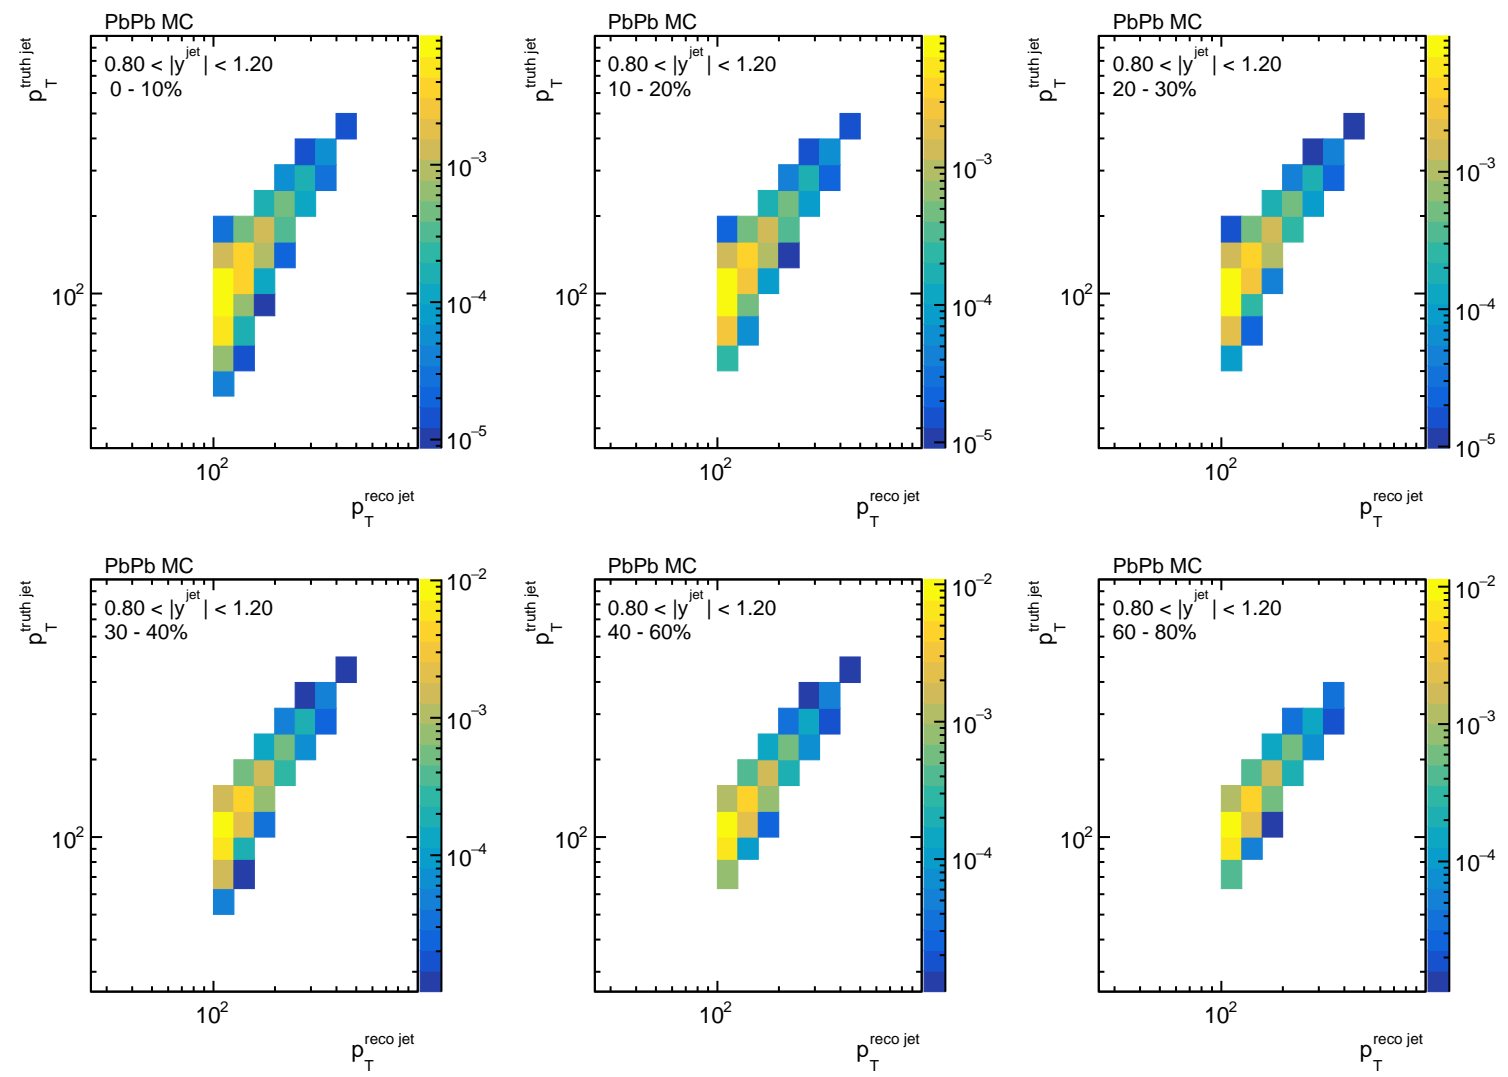 PbPb MC
0.80 < |y^jet| < 1.20
0 - 10%
p_T^truth jet
10^2
10^2
p_T^reco jet
10^−3
10^−4
10^−5
PbPb MC
0.80 < |y^jet| < 1.20
10 - 20%
p_T^truth jet
10^2
10^2
p_T^reco jet
10^−3
10^−4
10^−5
PbPb MC
0.80 < |y^jet| < 1.20
20 - 30%
p_T^truth jet
10^2
10^2
p_T^reco jet
10^−3
10^−4
10^−5
PbPb MC
0.80 < |y^jet| < 1.20
30 - 40%
p_T^truth jet
10^2
10^2
p_T^reco jet
10^−2
10^−3
10^−4
PbPb MC
0.80 < |y^jet| < 1.20
40 - 60%
p_T^truth jet
10^2
10^2
p_T^reco jet
10^−2
10^−3
10^−4
PbPb MC
0.80 < |y^jet| < 1.20
60 - 80%
p_T^truth jet
10^2
10^2
p_T^reco jet
10^−2
10^−3
10^−4